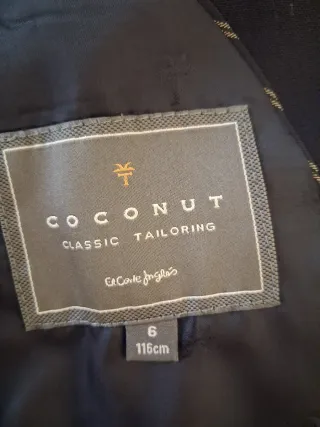 COCONUT
CLASSIC TAILORING
El Corte Inglés
6
116cm